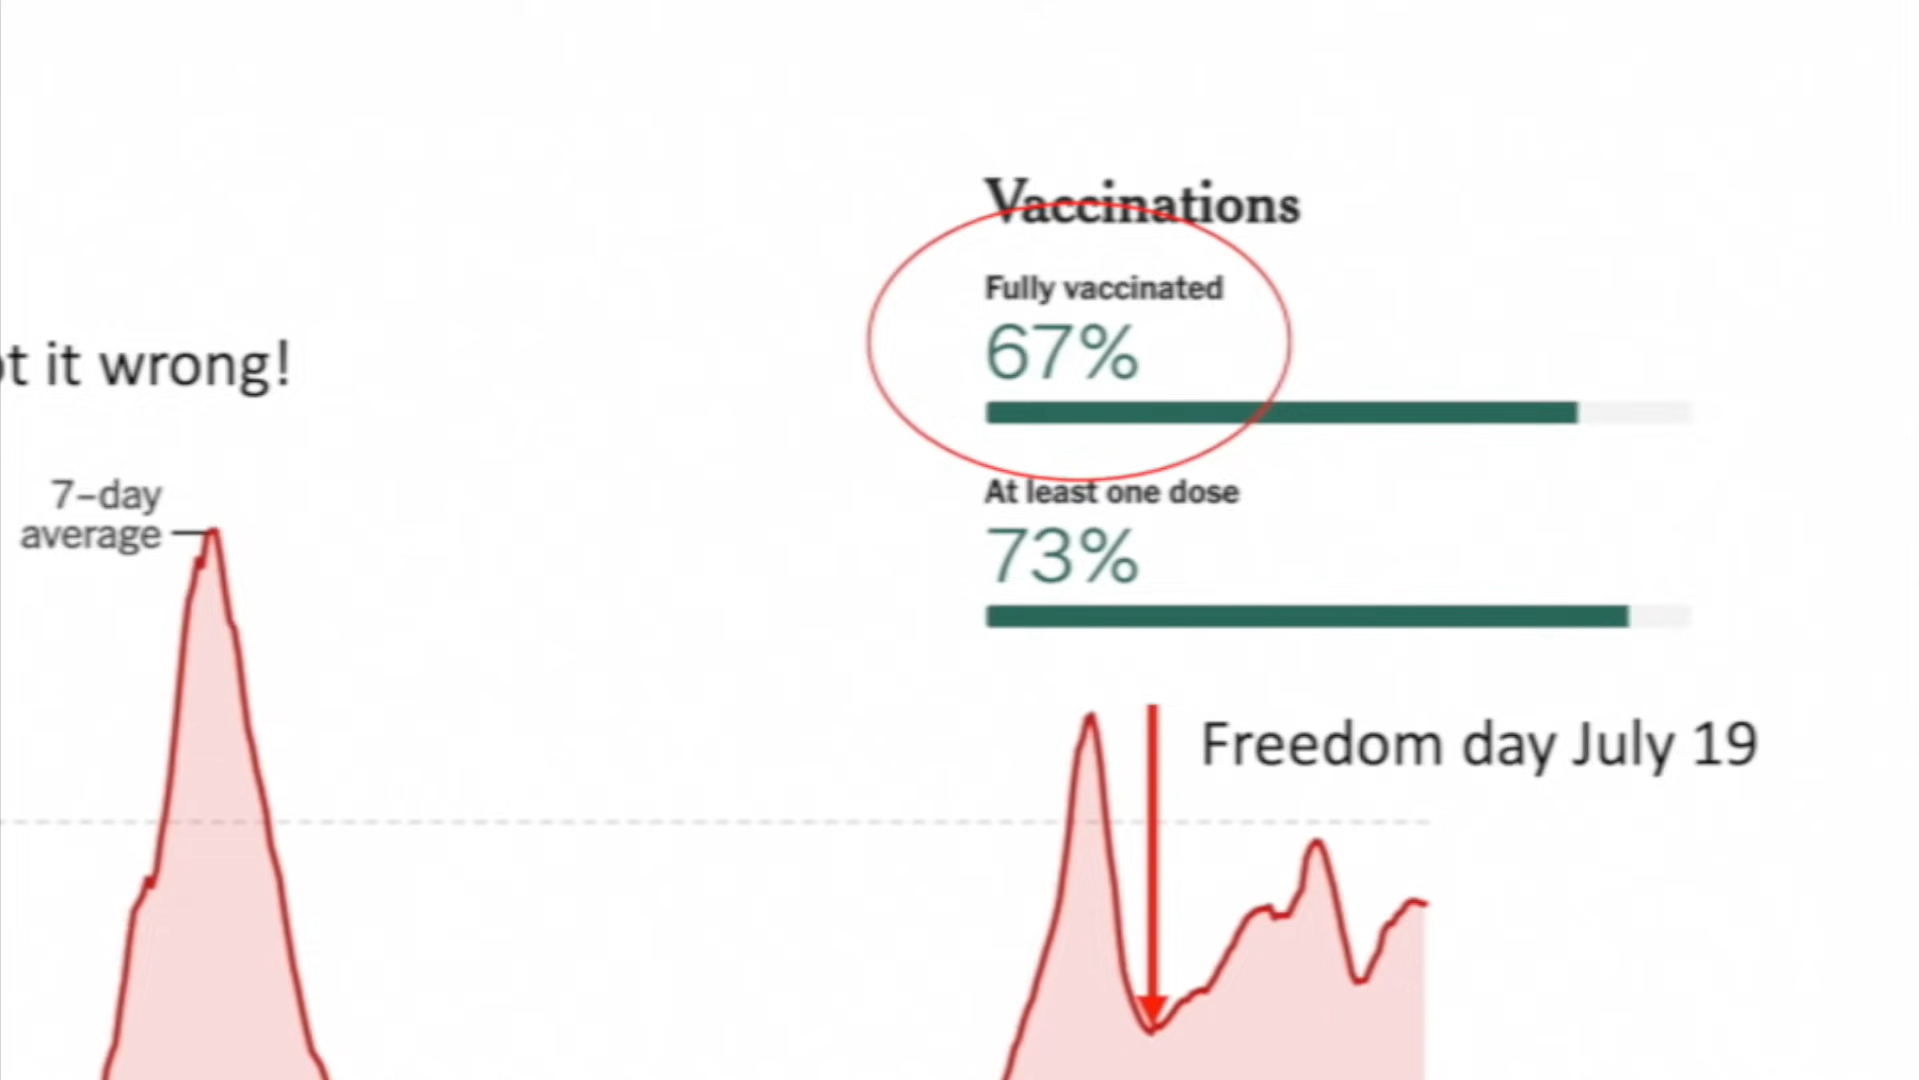 Vaccinations
Fully vaccinated
67%
it wrong!
At least one dose
73%
7-day
average
Freedom day July 19